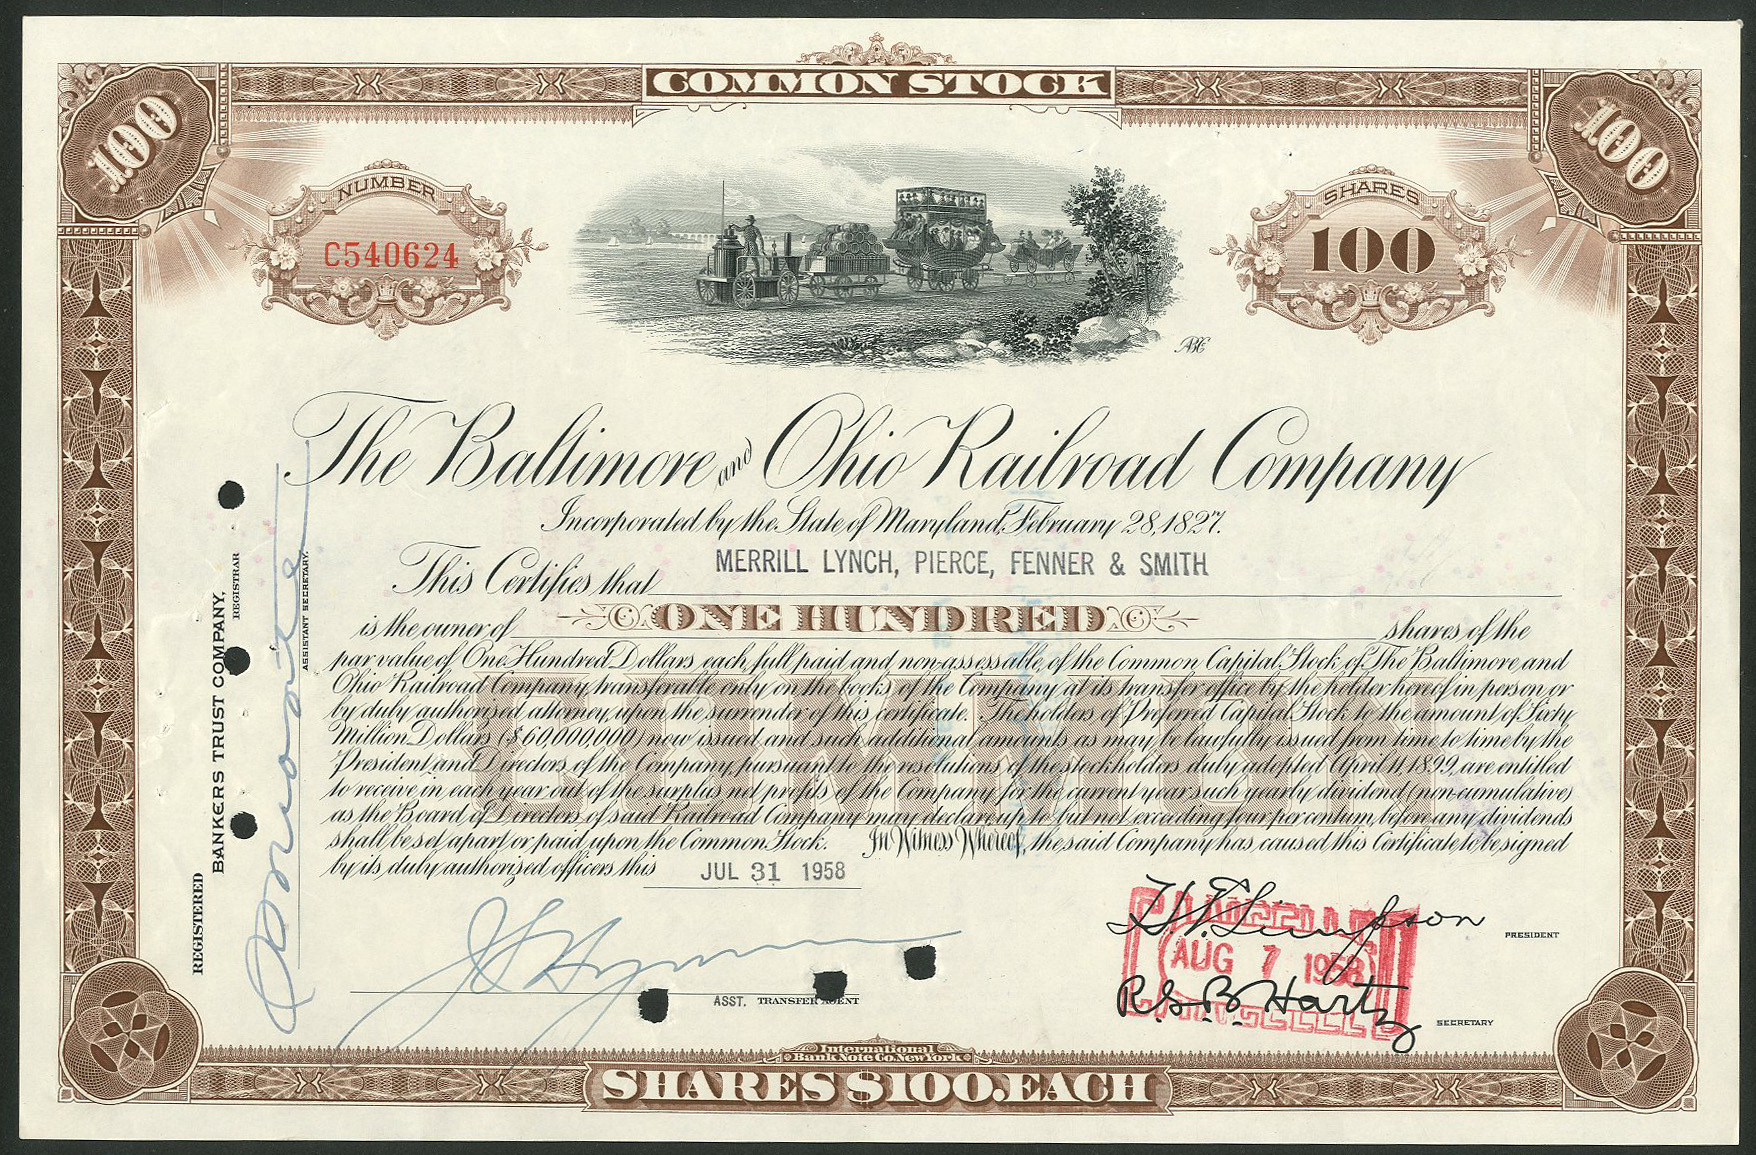 COMMON STOCK
100
100
NUMBER
C540624
SHARES
100
ABC
The Baltimore and Ohio Railroad Company
Incorporated by the State of Maryland, February 28, 1827.
This Certifies that MERRILL LYNCH, PIERCE, FENNER & SMITH
is the owner of ONE HUNDRED shares of the
par value of One Hundred Dollars each, full paid and non-assessable, of the Common Capital Stock of The Baltimore and
Ohio Railroad Company, transferable only on the books of the Company at its transfer office by the holder hereof in person or
by duly authorized attorney, upon the surrender of this certificate. The holders of Preferred Capital Stock to the amount of Sixty
Million Dollars ($60,000,000) now issued and such additional amounts as may be lawfully issued from time to time by the
President and Directors of the Company, pursuant to the resolutions of the stockholders duly adopted April 11, 1899, are entitled
to receive in each year out of the surplus net profits of the Company for the current year such yearly dividend (non-cumulative)
as the Board of Directors of said Railroad Company may declare up to but not exceeding four per centum, before any dividends
shall be set apart or paid upon the Common Stock. In Witness Whereof, the said Company has caused this Certificate to be signed
by its duly authorized officers this JUL 31 1958
COMMON
REGISTERED
BANKERS TRUST COMPANY,
REGISTRAR
ASSISTANT SECRETARY.
ASST. TRANSFER AGENT
H. E. Simpson
PRESIDENT
CANCELLED
AUG 7 1958
SECRETARY
International
Bank Note Co. New York
SHARES $100. EACH